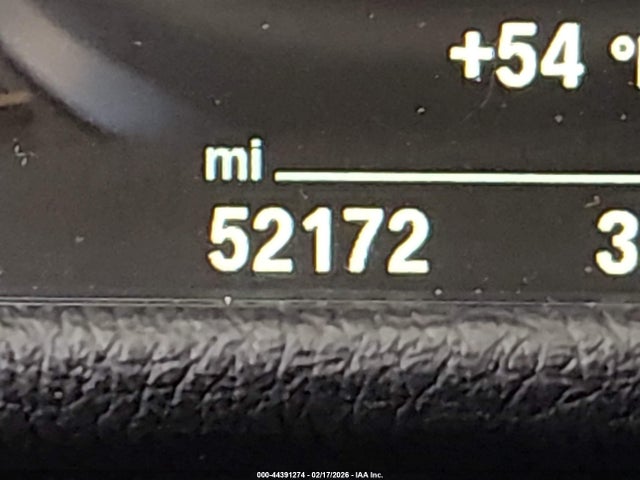 +54 °
mi
52172 3
000-44391274 - 02/17/2026 - IAA Inc.